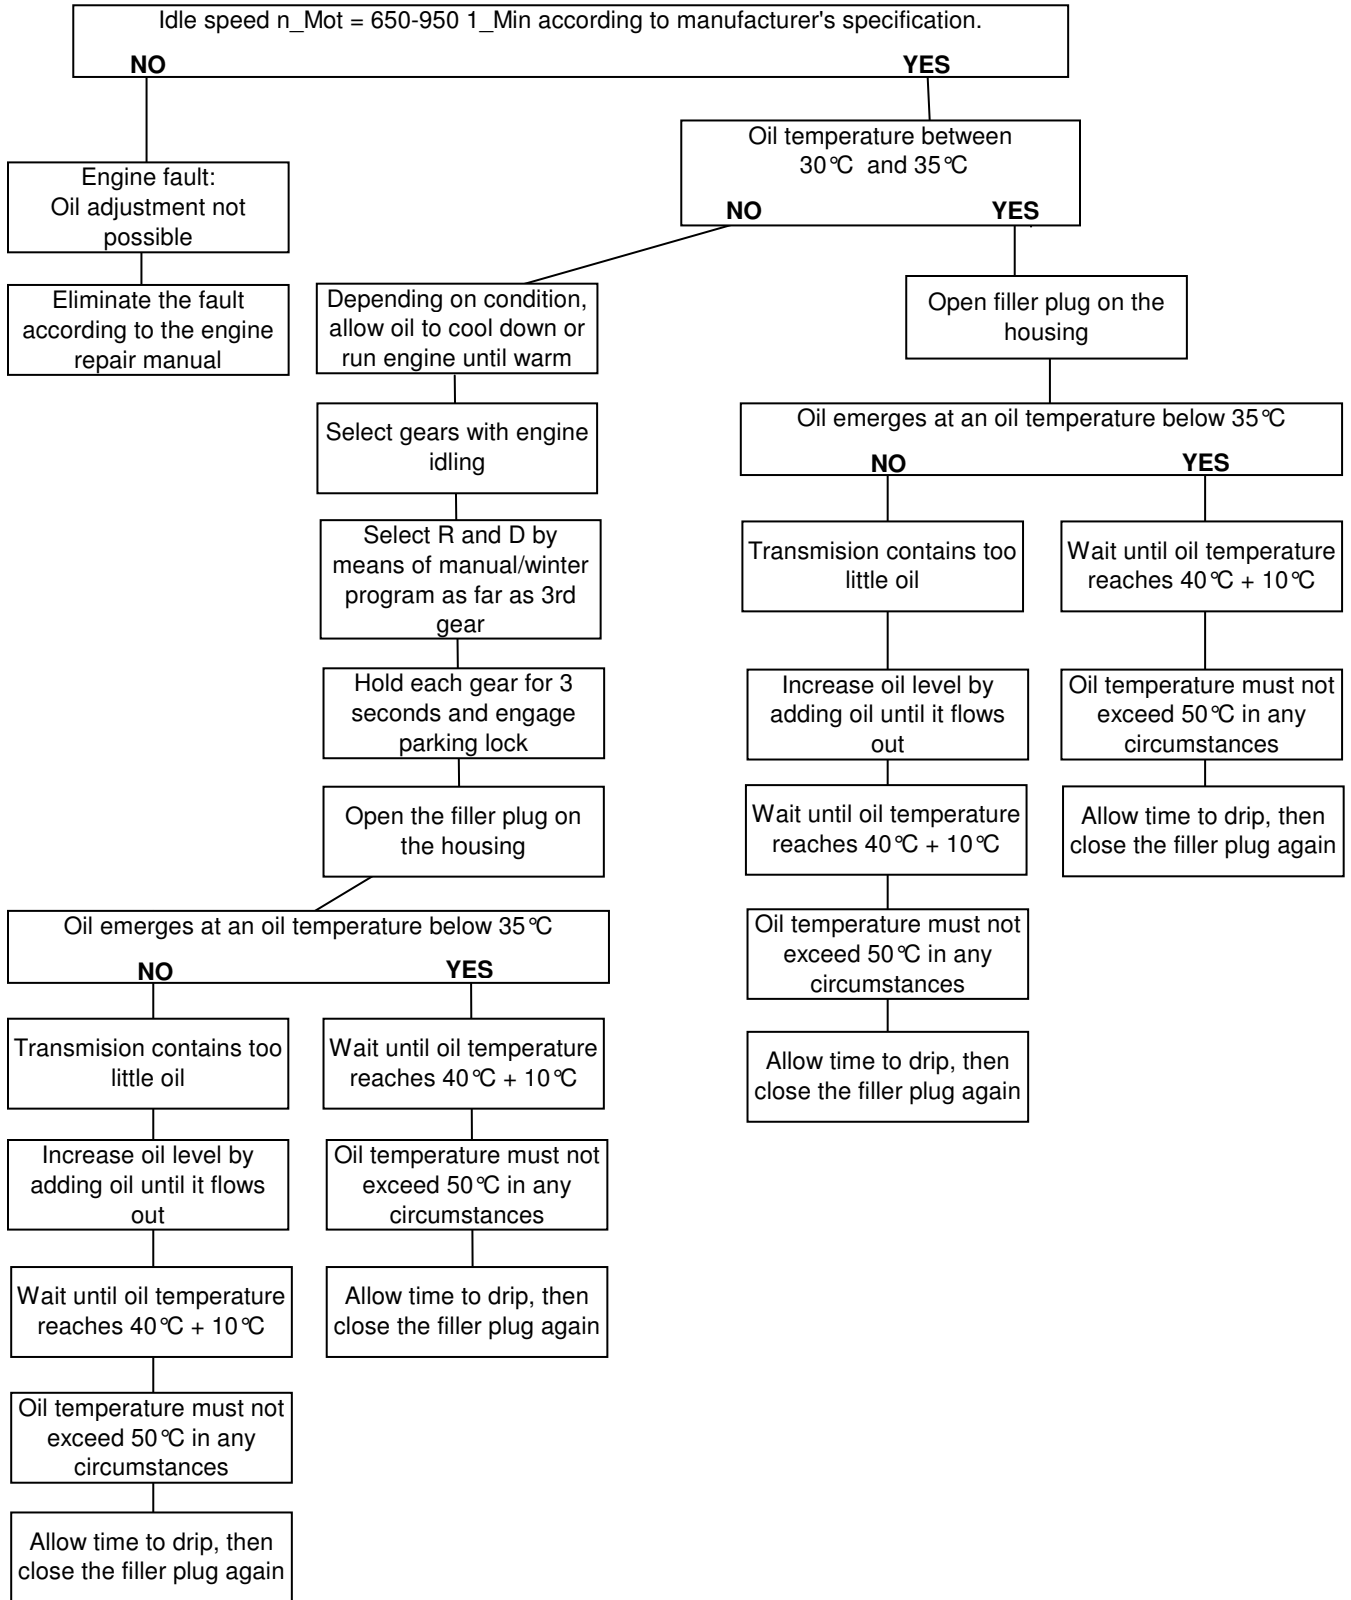 Idle speed n_Mot = 650-950 1_Min according to manufacturer's specification.
NO
YES
Engine fault:
Oil adjustment not
possible
Eliminate the fault
according to the engine
repair manual
Oil temperature between
30°C and 35°C
NO
YES
Depending on condition,
allow oil to cool down or
run engine until warm
Select gears with engine
idling
Select R and D by
means of manual/winter
program as far as 3rd
gear
Hold each gear for 3
seconds and engage
parking lock
Open the filler plug on
the housing
Oil emerges at an oil temperature below 35°C
NO
YES
Transmision contains too
little oil
Increase oil level by
adding oil until it flows
out
Wait until oil temperature
reaches 40°C + 10°C
Oil temperature must not
exceed 50°C in any
circumstances
Allow time to drip, then
close the filler plug again
Wait until oil temperature
reaches 40°C + 10°C
Oil temperature must not
exceed 50°C in any
circumstances
Allow time to drip, then
close the filler plug again
Open filler plug on the
housing
Oil emerges at an oil temperature below 35°C
NO
YES
Transmision contains too
little oil
Increase oil level by
adding oil until it flows
out
Wait until oil temperature
reaches 40°C + 10°C
Oil temperature must not
exceed 50°C in any
circumstances
Allow time to drip, then
close the filler plug again
Wait until oil temperature
reaches 40°C + 10°C
Oil temperature must not
exceed 50°C in any
circumstances
Allow time to drip, then
close the filler plug again